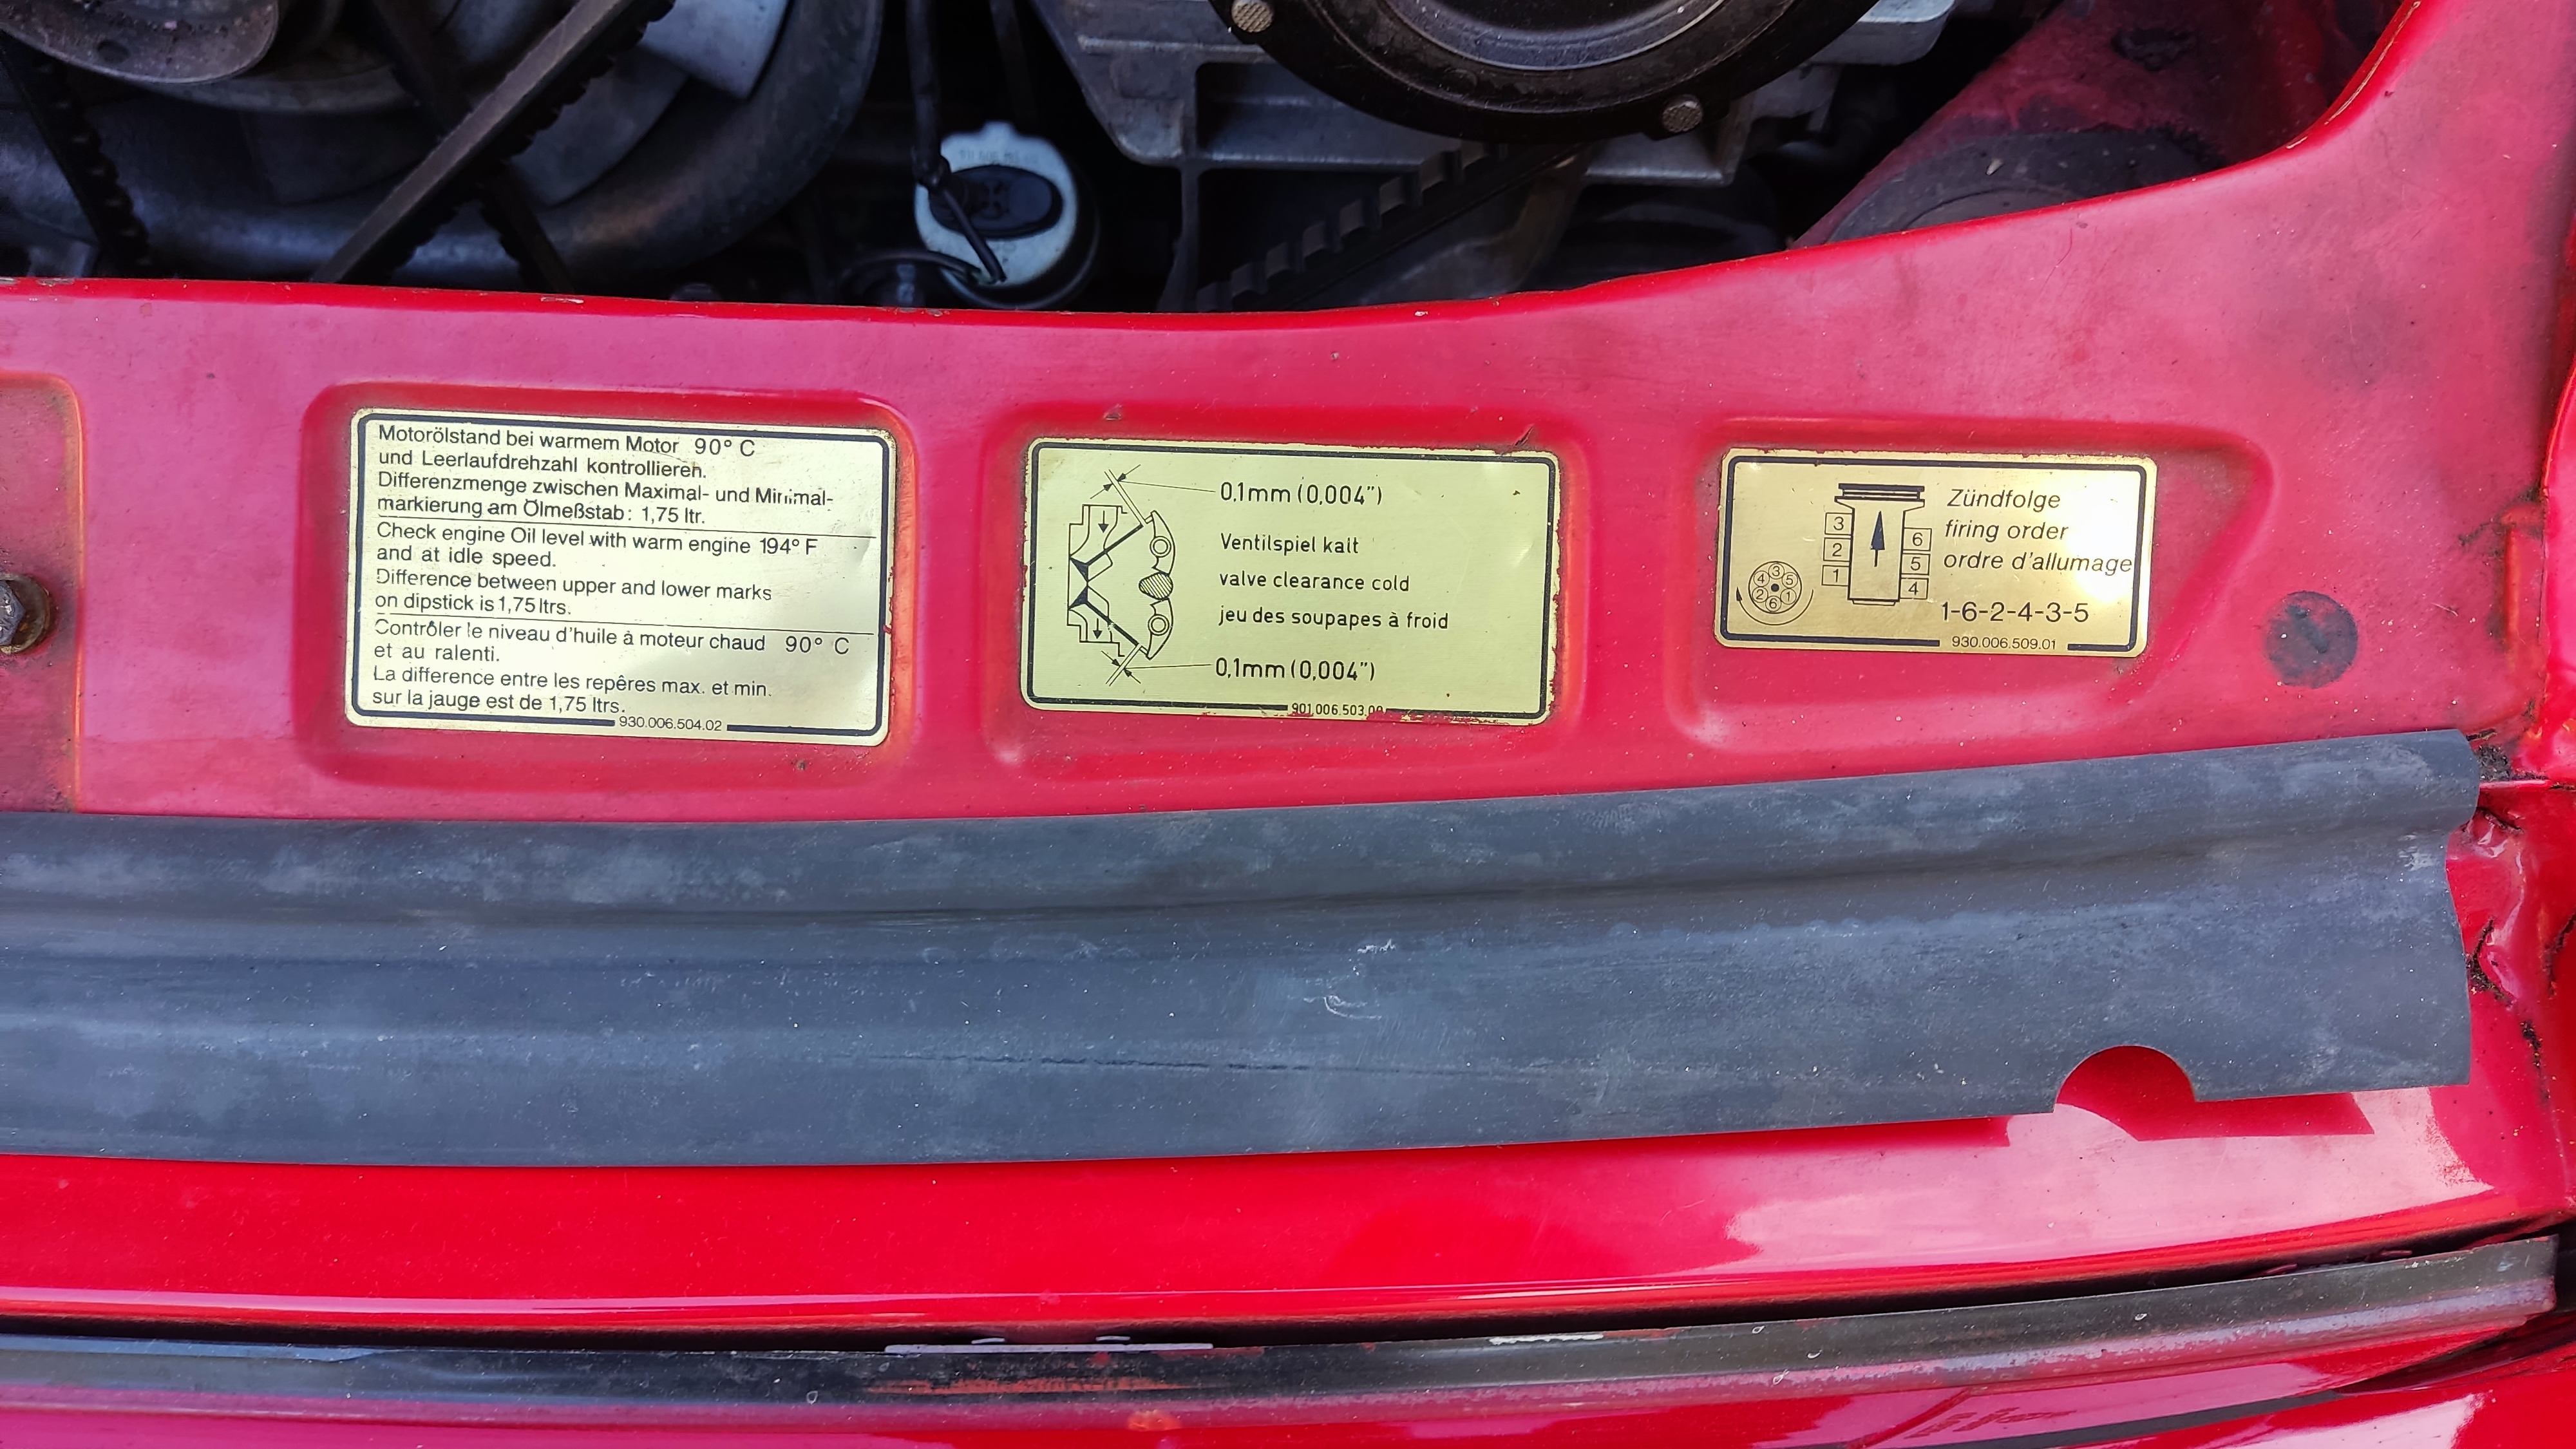 Motorölstand bei warmem Motor 90° C
und Leerlaufdrehzahl kontrollieren.
Differenzmenge zwischen Maximal- und Minimal-
markierung am Ölmeßstab: 1,75 ltr.
Check engine Oil level with warm engine 194° F
and at idle speed.
Difference between upper and lower marks
on dipstick is 1,75 ltrs.
Contrôler le niveau d'huile à moteur chaud 90° C
et au ralenti.
La difference entre les repêres max. et min.
sur la jauge est de 1,75 ltrs.
930.006.504.02
0,1mm (0,004")
Ventilspiel kalt
valve clearance cold
jeu des soupapes à froid
0,1mm (0,004")
901.006.503.00
Zündfolge
firing order
ordre d'allumage
3
2
1
6
5
4
3
5
1
6
2
4
1-6-2-4-3-5
930.006.509.01